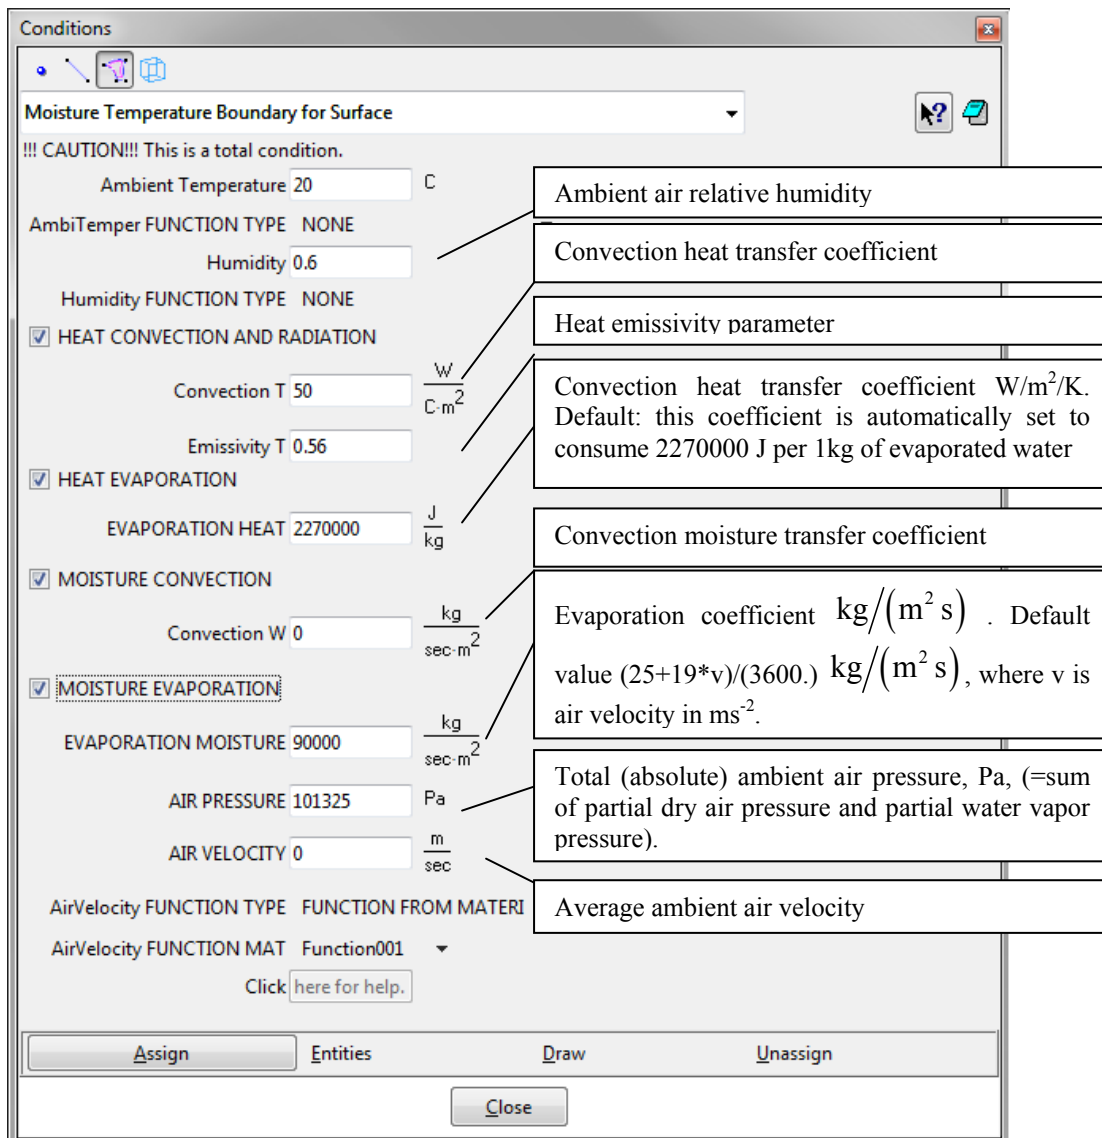 Conditions
Moisture Temperature Boundary for Surface
!!! CAUTION!!! This is a total condition.
Ambient Temperature 20 C
AmbiTemper FUNCTION TYPE NONE
Humidity 0.6
Humidity FUNCTION TYPE NONE
HEAT CONVECTION AND RADIATION
Convection T 50 W/C·m²
Emissivity T 0.56
HEAT EVAPORATION
EVAPORATION HEAT 2270000 J/kg
MOISTURE CONVECTION
Convection W 0 kg/sec·m²
MOISTURE EVAPORATION
EVAPORATION MOISTURE 90000 kg/sec·m²
AIR PRESSURE 101325 Pa
AIR VELOCITY 0 m/sec
AirVelocity FUNCTION TYPE FUNCTION FROM MATERI
AirVelocity FUNCTION MAT Function001
Click here for help.
Assign Entities Draw Unassign
Close
Ambient air relative humidity
Convection heat transfer coefficient
Heat emissivity parameter
Convection heat transfer coefficient W/m²/K.
Default: this coefficient is automatically set to
consume 2270000 J per 1kg of evaporated water
Convection moisture transfer coefficient
Evaporation coefficient kg/(m² s) . Default
value (25+19*v)/(3600.) kg/(m² s), where v is
air velocity in ms⁻².
Total (absolute) ambient air pressure, Pa, (=sum
of partial dry air pressure and partial water vapor
pressure).
Average ambient air velocity